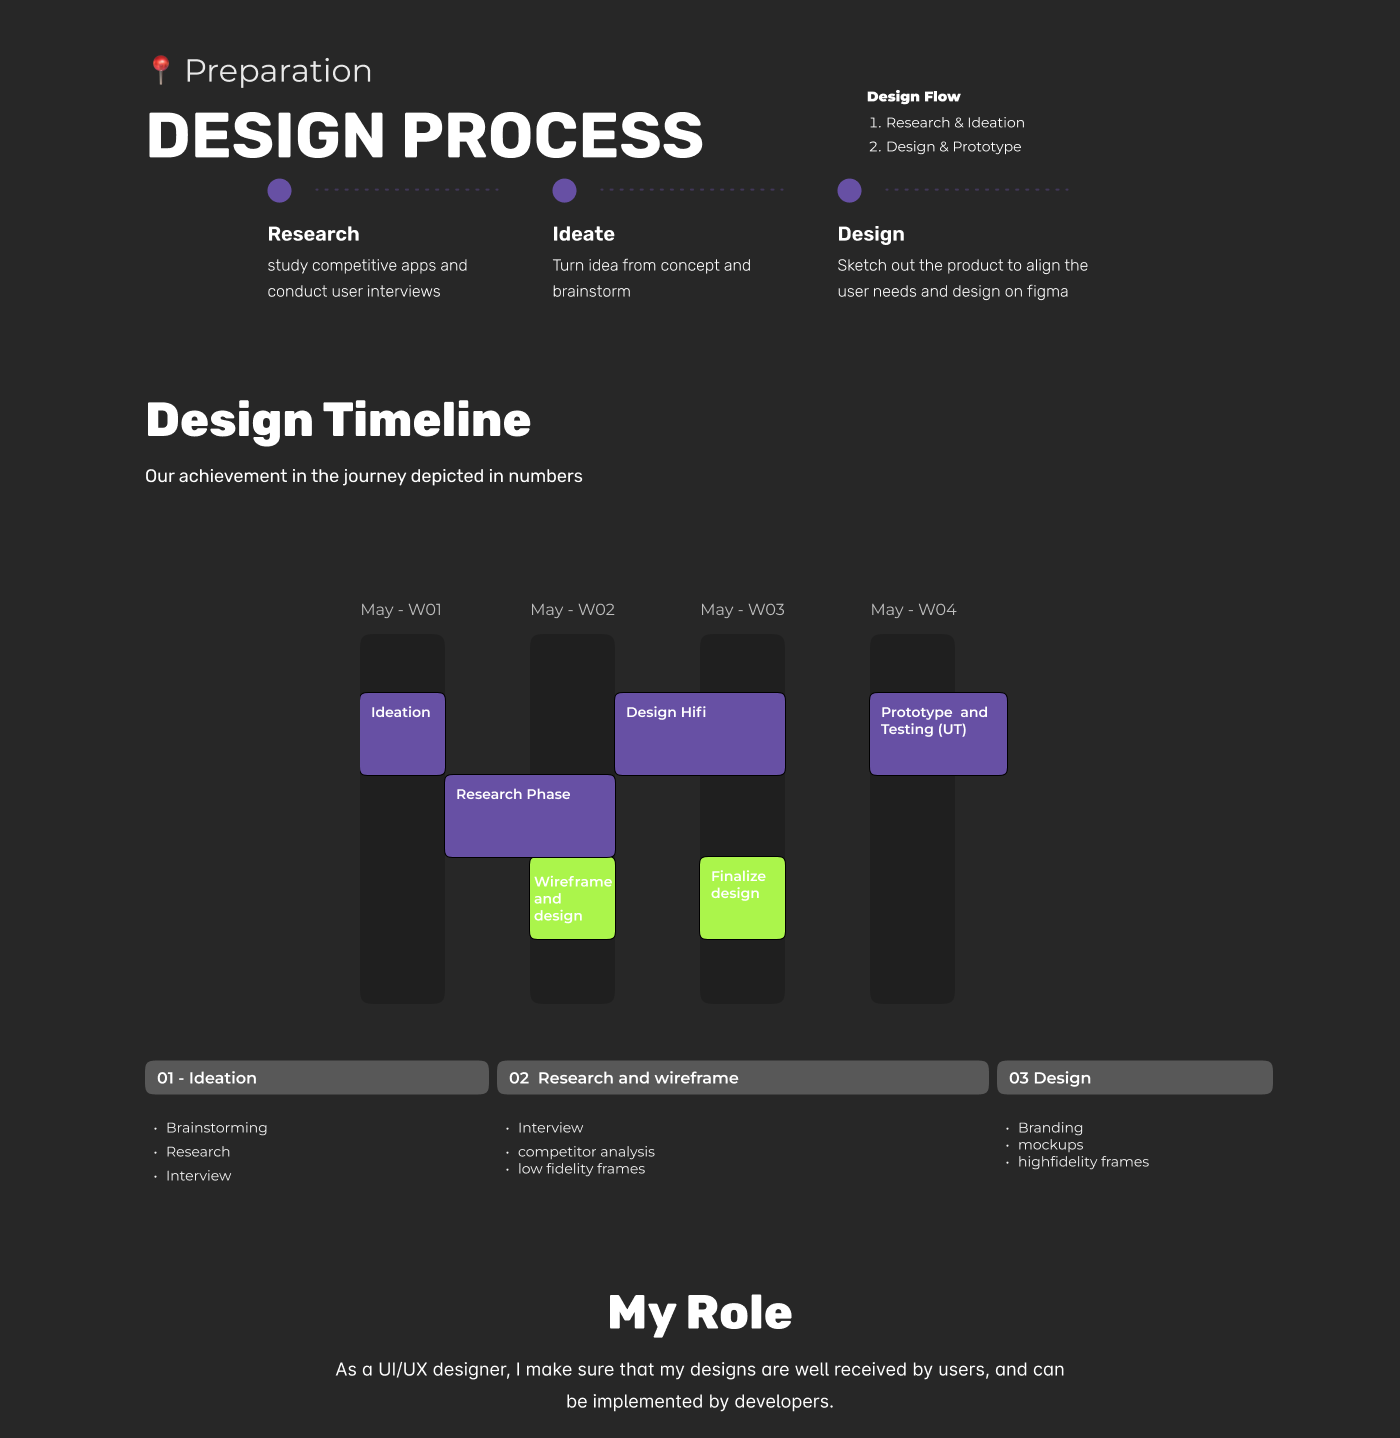 Preparation
DESIGN PROCESS
Design Flow
1. Research & Ideation
2. Design & Prototype
Research
study competitive apps and
conduct user interviews
Ideate
Turn idea from concept and
brainstorm
Design
Sketch out the product to align the
user needs and design on figma
Design Timeline
Our achievement in the journey depicted in numbers
May - W01
May - W02
May - W03
May - W04
Ideation
Design Hifi
Prototype and
Testing (UT)
Research Phase
Wireframe
and
design
Finalize
design
01 - Ideation
• Brainstorming
• Research
• Interview
02 Research and wireframe
• Interview
• competitor analysis
• low fidelity frames
03 Design
• Branding
• mockups
• highfidelity frames
My Role
As a UI/UX designer, I make sure that my designs are well received by users, and can
be implemented by developers.